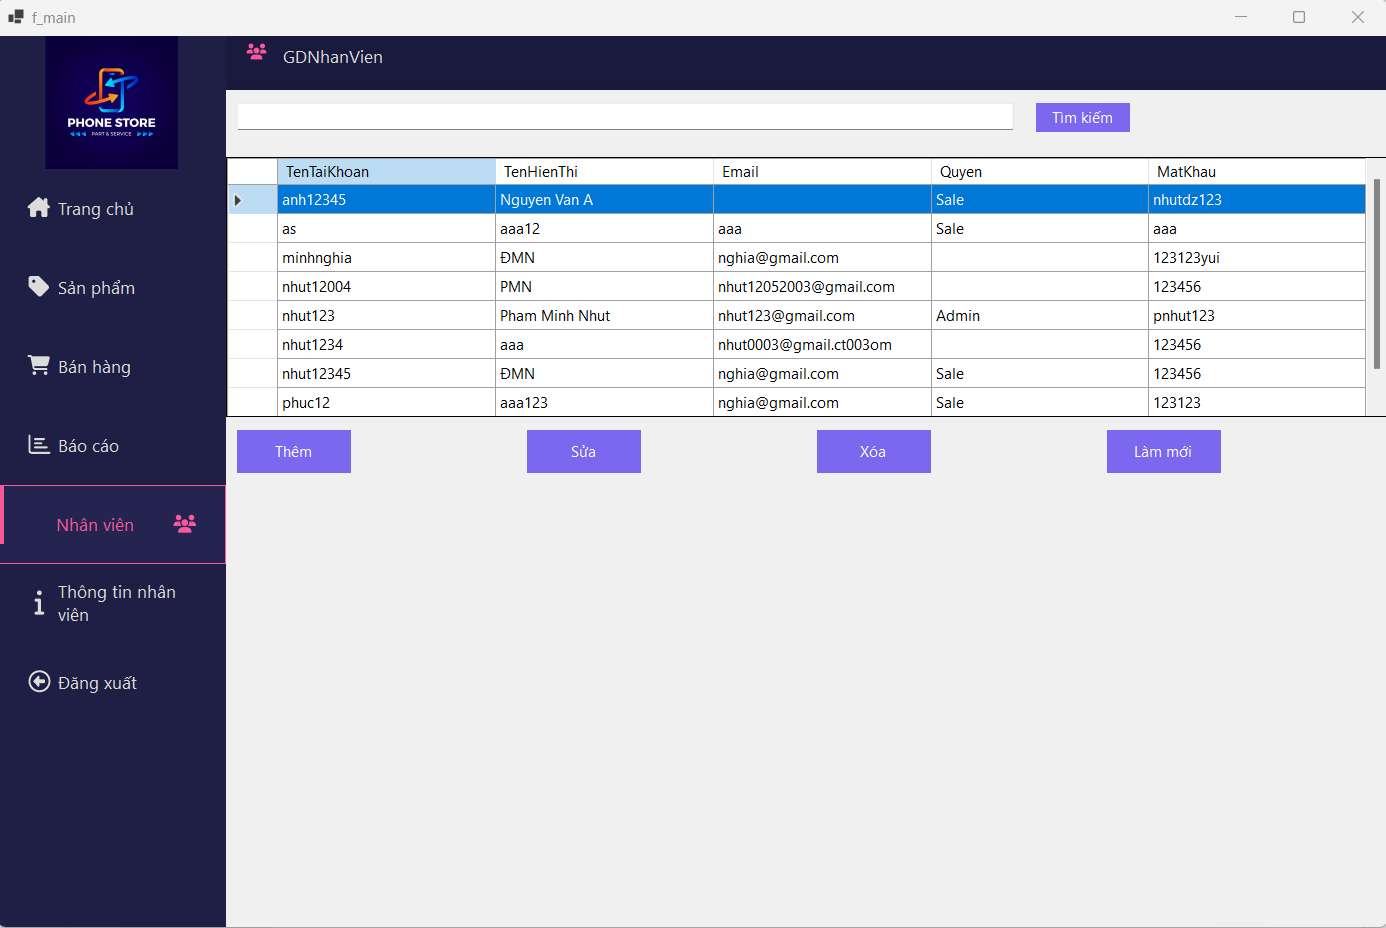 f_main
PHONE STORE
PART & SERVICE
GDNhanVien
Tìm kiếm
Trang chủ
Sản phẩm
Bán hàng
Báo cáo
Nhân viên
Thông tin nhân
viên
Đăng xuất
TenTaiKhoan TenHienThi Email Quyen MatKhau
anh12345 Nguyen Van A Sale nhutdz123
as aaa12 aaa Sale aaa
minhnghia ĐMN nghia@gmail.com 123123yui
nhut12004 PMN nhut12052003@gmail.com 123456
nhut123 Pham Minh Nhut nhut123@gmail.com Admin pnhut123
nhut1234 aaa nhut0003@gmail.ct003om 123456
nhut12345 ĐMN nghia@gmail.com Sale 123456
phuc12 aaa123 nghia@gmail.com Sale 123123
Thêm Sửa Xóa Làm mới